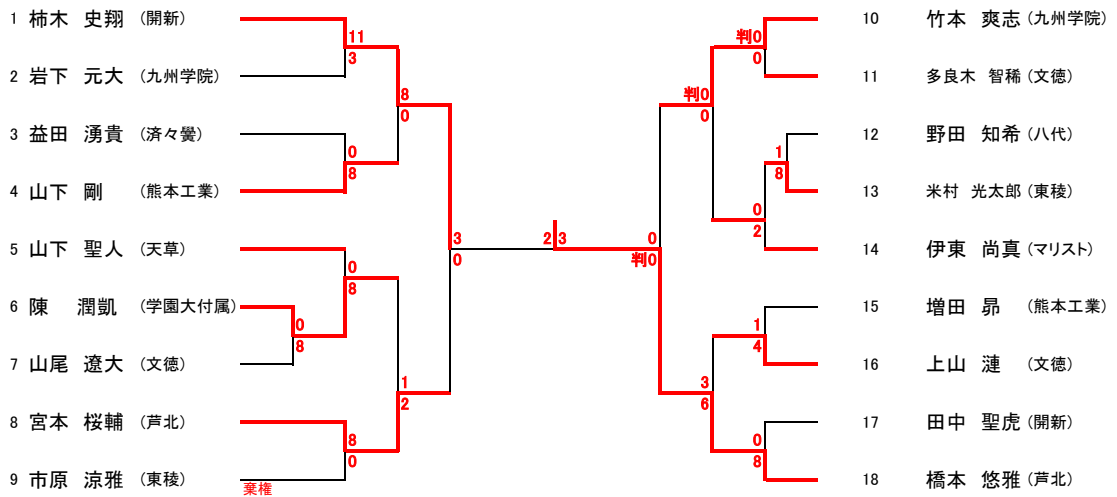 1 柿木 史翔 (開新)
11
3
2 岩下 元大 (九州学院)
8
0
3 益田 湧貴 (済々黌)
0
8
4 山下 剛 (熊本工業)
3
0
5 山下 聖人 (天草)
0
8
6 陳 潤凱 (学園大付属)
0
8
7 山尾 遼大 (文徳)
1
2
8 宮本 桜輔 (芦北)
8
0
9 市原 涼雅 (東稜)
棄権
2 3
10 竹本 爽志 (九州学院)
判0
0
11 多良木 智稀 (文徳)
判0
0
12 野田 知希 (八代)
1
8
13 米村 光太郎 (東稜)
0
2
14 伊東 尚真 (マリスト)
0
判0
15 増田 昴 (熊本工業)
1
4
16 上山 漣 (文徳)
3
6
17 田中 聖虎 (開新)
0
8
18 橋本 悠雅 (芦北)